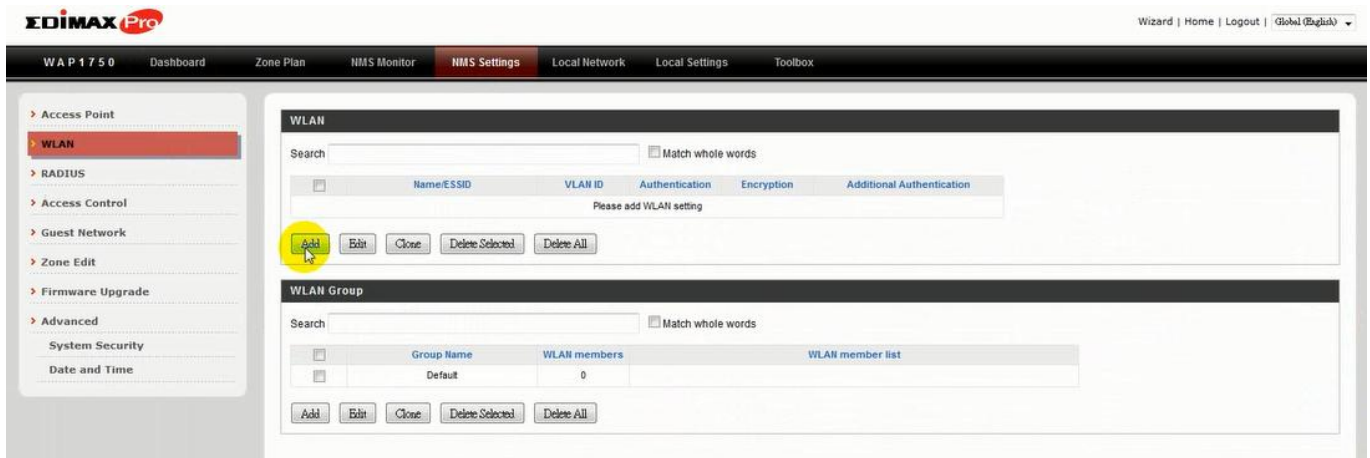 EDIMAX Pro
Wizard | Home | Logout | Global (English)
WAP1750 Dashboard Zone Plan NMS Monitor NMS Settings Local Network Local Settings Toolbox
Access Point
WLAN
RADIUS
Access Control
Guest Network
Zone Edit
Firmware Upgrade
Advanced
System Security
Date and Time
WLAN
Search Match whole words
Name/ESSID VLAN ID Authentication Encryption Additional Authentication
Please add WLAN setting
Add Edit Clone Delete Selected Delete All
WLAN Group
Search Match whole words
Group Name WLAN members WLAN member list
Default 0
Add Edit Clone Delete Selected Delete All